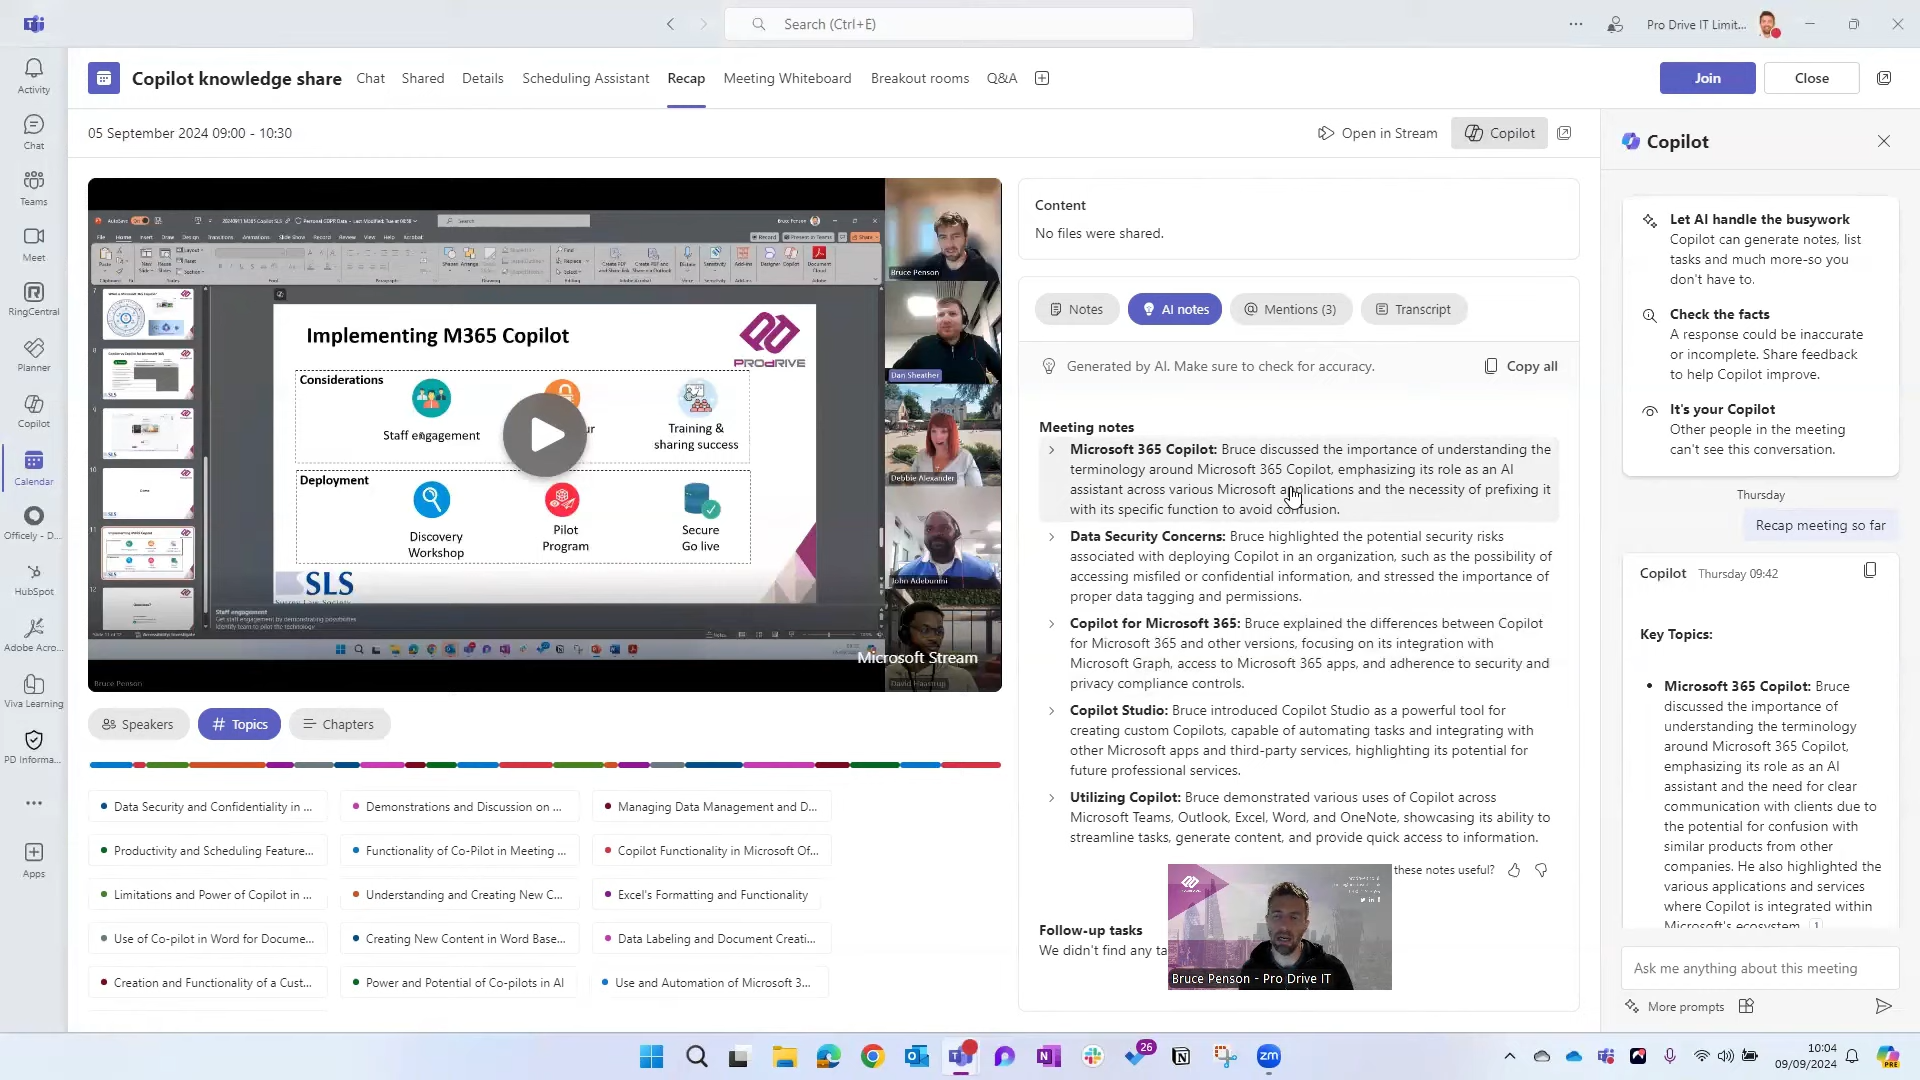 Search (Ctrl+E)
Pro Drive IT Limit...
Activity
Chat
Teams
Meet
RingCentral
Planner
Copilot
Calendar
Officely - D...
HubSpot
Adobe Acro...
Viva Learning
PD Informa...
Apps
Copilot knowledge share
Chat
Shared
Details
Scheduling Assistant
Recap
Meeting Whiteboard
Breakout rooms
Q&A
Join
Close
05 September 2024 09:00 - 10:30
Open in Stream
Copilot
Implementing M365 Copilot
PRODRIVE
Considerations
Staff engagement
Training &
sharing success
Deployment
Discovery
Workshop
Pilot
Program
Secure
Go live
SLS
Staff engagement
Get staff engagement by demonstrating possibilities
Identify team to pilot the technology
Bruce Penson
Dan Sheather
Debbie Alexander
John Adebunmi
David Haastrup
Microsoft Stream
Bruce Penson
Speakers
Topics
Chapters
Data Security and Confidentiality in ...
Demonstrations and Discussion on ...
Managing Data Management and D...
Productivity and Scheduling Feature...
Functionality of Co-Pilot in Meeting ...
Copilot Functionality in Microsoft Of...
Limitations and Power of Copilot in ...
Understanding and Creating New C...
Excel's Formatting and Functionality
Use of Co-pilot in Word for Docume...
Creating New Content in Word Base...
Data Labeling and Document Creati...
Creation and Functionality of a Cust...
Power and Potential of Co-pilots in AI
Use and Automation of Microsoft 3...
Content
No files were shared.
Notes
AI notes
Mentions (3)
Transcript
Generated by AI. Make sure to check for accuracy.
Copy all
Meeting notes
Microsoft 365 Copilot: Bruce discussed the importance of understanding the
terminology around Microsoft 365 Copilot, emphasizing its role as an AI
assistant across various Microsoft applications and the necessity of prefixing it
with its specific function to avoid confusion.
Data Security Concerns: Bruce highlighted the potential security risks
associated with deploying Copilot in an organization, such as the possibility of
accessing misfiled or confidential information, and stressed the importance of
proper data tagging and permissions.
Copilot for Microsoft 365: Bruce explained the differences between Copilot
for Microsoft 365 and other versions, focusing on its integration with
Microsoft Graph, access to Microsoft 365 apps, and adherence to security and
privacy compliance controls.
Copilot Studio: Bruce introduced Copilot Studio as a powerful tool for
creating custom Copilots, capable of automating tasks and integrating with
other Microsoft apps and third-party services, highlighting its potential for
future professional services.
Utilizing Copilot: Bruce demonstrated various uses of Copilot across
Microsoft Teams, Outlook, Excel, Word, and OneNote, showcasing its ability to
streamline tasks, generate content, and provide quick access to information.
these notes useful?
Follow-up tasks
We didn't find any ta
Bruce Penson - Pro Drive IT
Copilot
Let AI handle the busywork
Copilot can generate notes, list
tasks and much more-so you
don't have to.
Check the facts
A response could be inaccurate
or incomplete. Share feedback
to help Copilot improve.
It's your Copilot
Other people in the meeting
can't see this conversation.
Thursday
Recap meeting so far
Copilot Thursday 09:42
Key Topics:
Microsoft 365 Copilot: Bruce
discussed the importance of
understanding the terminology
around Microsoft 365 Copilot,
emphasizing its role as an AI
assistant and the need for clear
communication with clients due to
the potential for confusion with
similar products from other
companies. He also highlighted the
various applications and services
where Copilot is integrated within
Microsoft's ecosystem. 1
Ask me anything about this meeting
More prompts
26
zm
10:04
09/09/2024
PRE